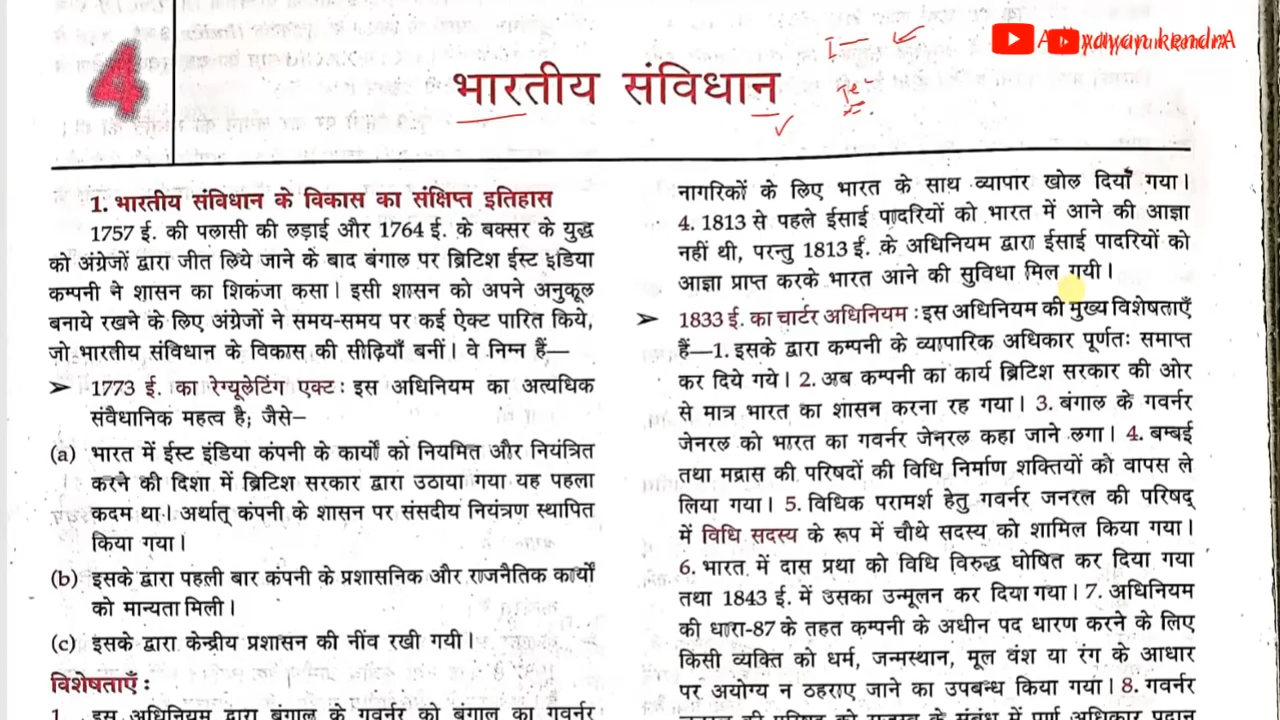 4
भारतीय संविधान
I
1. भारतीय संविधान के विकास का संक्षिप्त इतिहास
1757 ई. की पलासी की लड़ाई और 1764 ई. के बक्सर के युद्ध
को अंग्रेजों द्वारा जीत लिये जाने के बाद बंगाल पर ब्रिटिश ईस्ट इंडिया
कम्पनी ने शासन का शिकंजा कसा। इसी शासन को अपने अनुकूल
बनाये रखने के लिए अंग्रेजों ने समय-समय पर कई ऐक्ट पारित किये,
जो भारतीय संविधान के विकास की सीढ़ियाँ बनीं। वे निम्न हैं—
➤ 1773 ई. का रेग्यूलेटिंग एक्ट : इस अधिनियम का अत्यधिक
संवैधानिक महत्व है; जैसे–
(a) भारत में ईस्ट इंडिया कंपनी के कार्यों को नियमित और नियंत्रित
करने की दिशा में ब्रिटिश सरकार द्वारा उठाया गया यह पहला
कदम था। अर्थात् कंपनी के शासन पर संसदीय नियंत्रण स्थापित
किया गया।
(b) इसके द्वारा पहली बार कंपनी के प्रशासनिक और राजनैतिक कार्यों
को मान्यता मिली।
(c) इसके द्वारा केन्द्रीय प्रशासन की नींव रखी गयी।
विशेषताएँ :
1. इस अधिनियम द्वारा बंगाल के गवर्नर को बंगाल का गवर्नर
नागरिकों के लिए भारत के साथ व्यापार खोल दियाँ गया।
4. 1813 से पहले ईसाई पादरियों को भारत में आने की आज्ञा
नहीं थी, परन्तु 1813 ई. के अधिनियम द्वारा ईसाई पादरियों को
आज्ञा प्राप्त करके भारत आने की सुविधा मिल गयी।
➤ 1833 ई. का चार्टर अधिनियम : इस अधिनियम की मुख्य विशेषताएँ
हैं—1. इसके द्वारा कम्पनी के व्यापारिक अधिकार पूर्णतः समाप्त
कर दिये गये। 2. अब कम्पनी का कार्य ब्रिटिश सरकार की ओर
से मात्र भारत का शासन करना रह गया। 3. बंगाल के गवर्नर
जेनरल को भारत का गवर्नर जेनरल कहा जाने लगा। 4. बम्बई
तथा मद्रास की परिषदों की विधि निर्माण शक्तियों को वापस ले
लिया गया। 5. विधिक परामर्श हेतु गवर्नर जनरल की परिषद्
में विधि सदस्य के रूप में चौथे सदस्य को शामिल किया गया।
6. भारत में दास प्रथा को विधि विरुद्ध घोषित कर दिया गया
तथा 1843 ई. में उसका उन्मूलन कर दिया गया। 7. अधिनियम
की धारा-87 के तहत कम्पनी के अधीन पद धारण करने के लिए
किसी व्यक्ति को धर्म, जन्मस्थान, मूल वंश या रंग के आधार
पर अयोग्य न ठहराए जाने का उपबन्ध किया गया। 8. गवर्नर